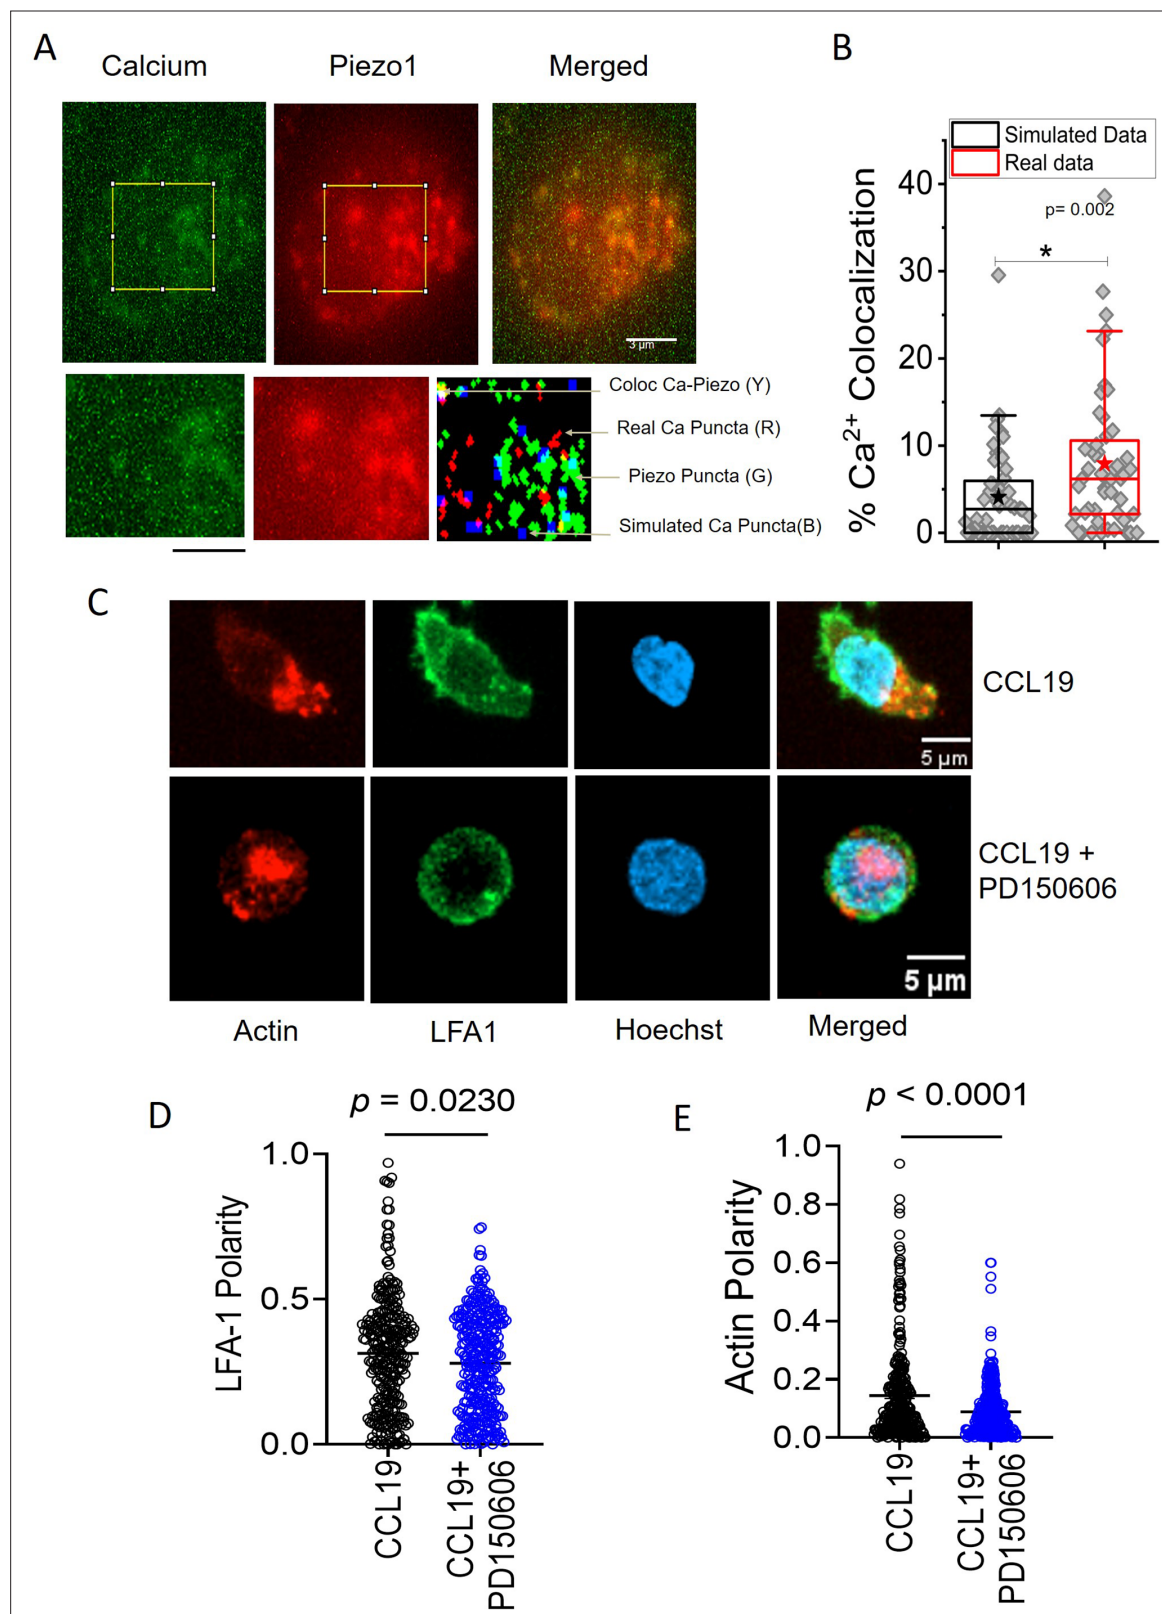 A
Calcium
Piezo1
Merged
3 µm
Coloc Ca-Piezo (Y)
Real Ca Puncta (R)
Piezo Puncta (G)
Simulated Ca Puncta(B)
B
Simulated Data
Real data
% Ca2+ Colocalization
40
30
20
10
0
p= 0.002
*
C
CCL19
5 µm
CCL19 +
PD150606
5 µm
Actin
LFA1
Hoechst
Merged
D
p = 0.0230
LFA-1 Polarity
1.0
0.5
0.0
CCL19
CCL19+
PD150606
E
p < 0.0001
Actin Polarity
1.0
0.8
0.6
0.4
0.2
0.0
CCL19
CCL19+
PD150606